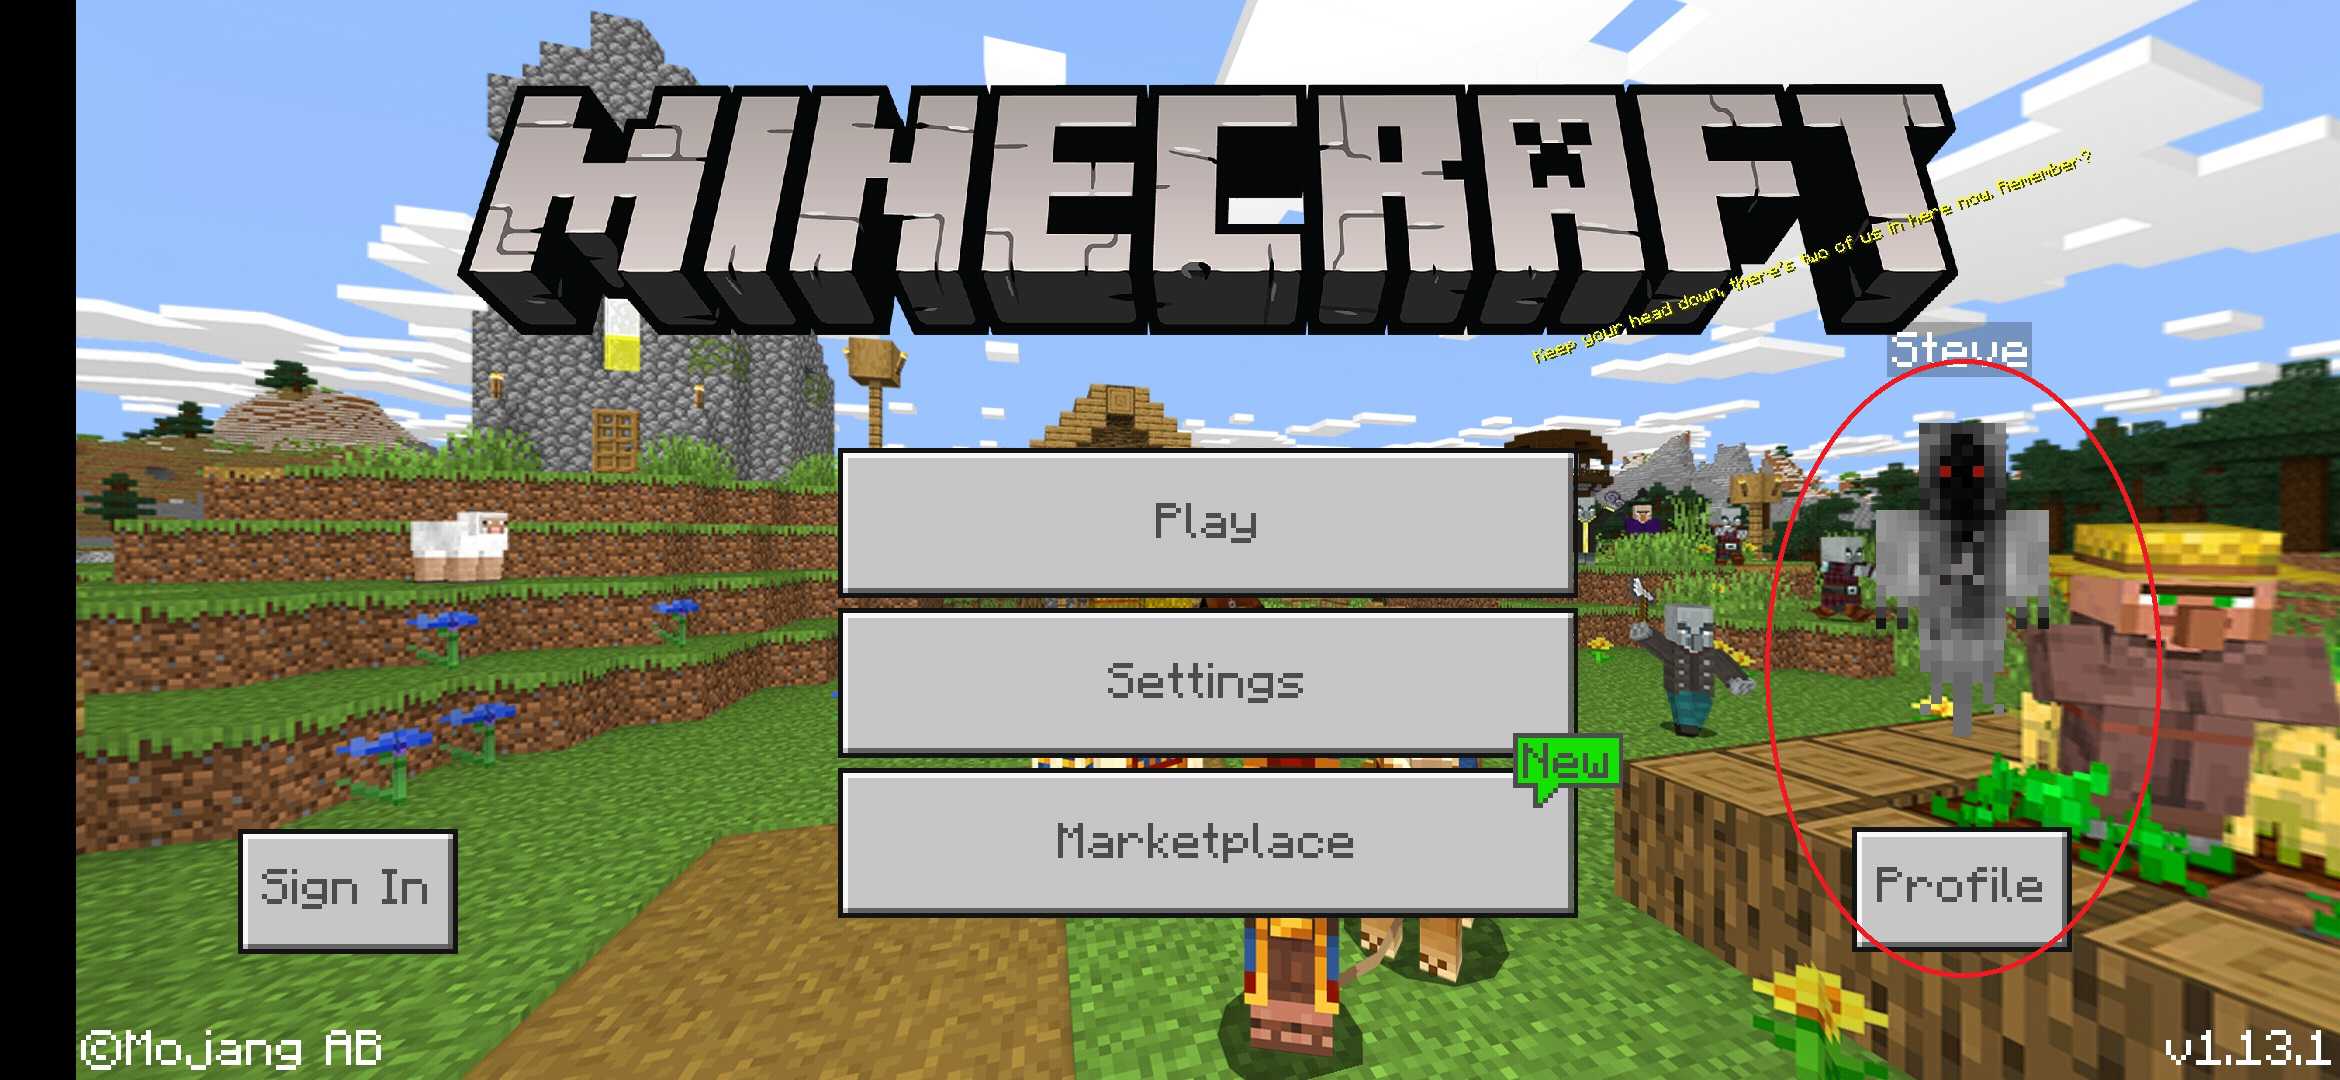 MINECRAFT
Keep your head down, there's two of us in here now, Remember?
Steve
Play
Settings
New
Marketplace
Sign In
Profile
©Mojang AB
v1.13.1